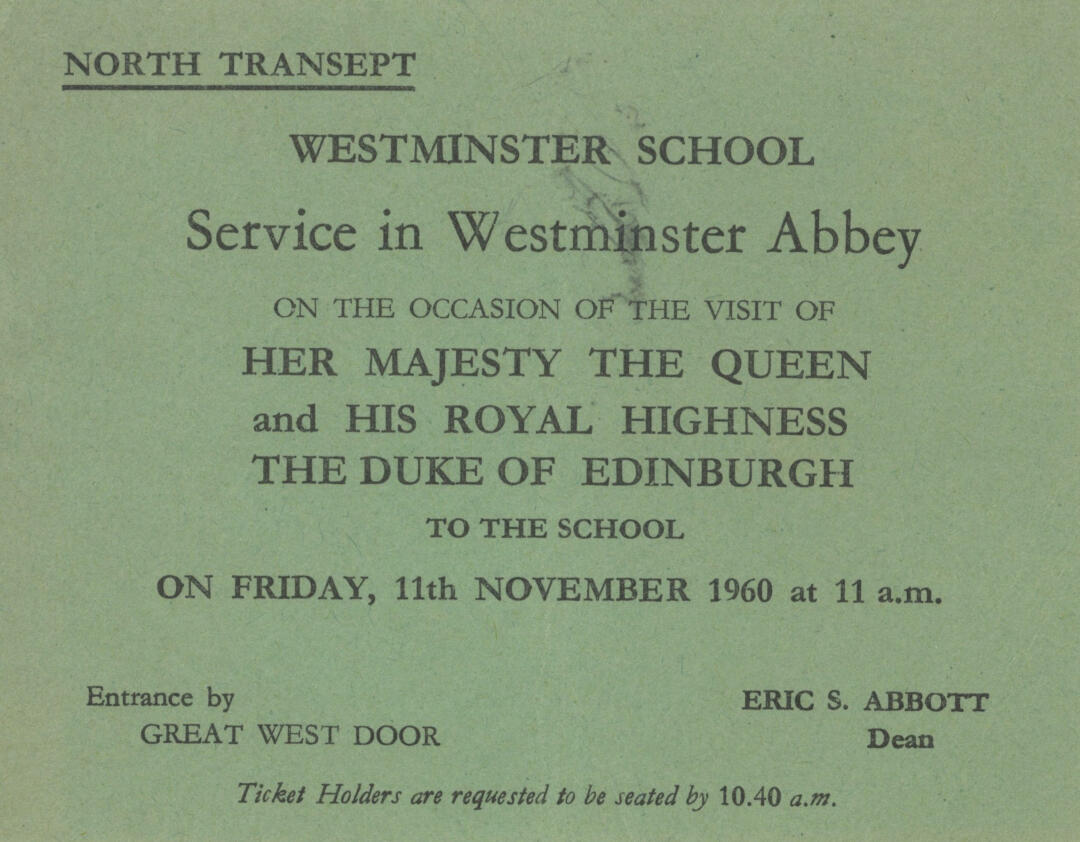 NORTH TRANSEPT
WESTMINSTER SCHOOL
Service in Westminster Abbey
ON THE OCCASION OF THE VISIT OF
HER MAJESTY THE QUEEN
and HIS ROYAL HIGHNESS
THE DUKE OF EDINBURGH
TO THE SCHOOL
ON FRIDAY, 11th NOVEMBER 1960 at 11 a.m.
Entrance by
GREAT WEST DOOR
ERIC S. ABBOTT
Dean
Ticket Holders are requested to be seated by 10.40 a.m.